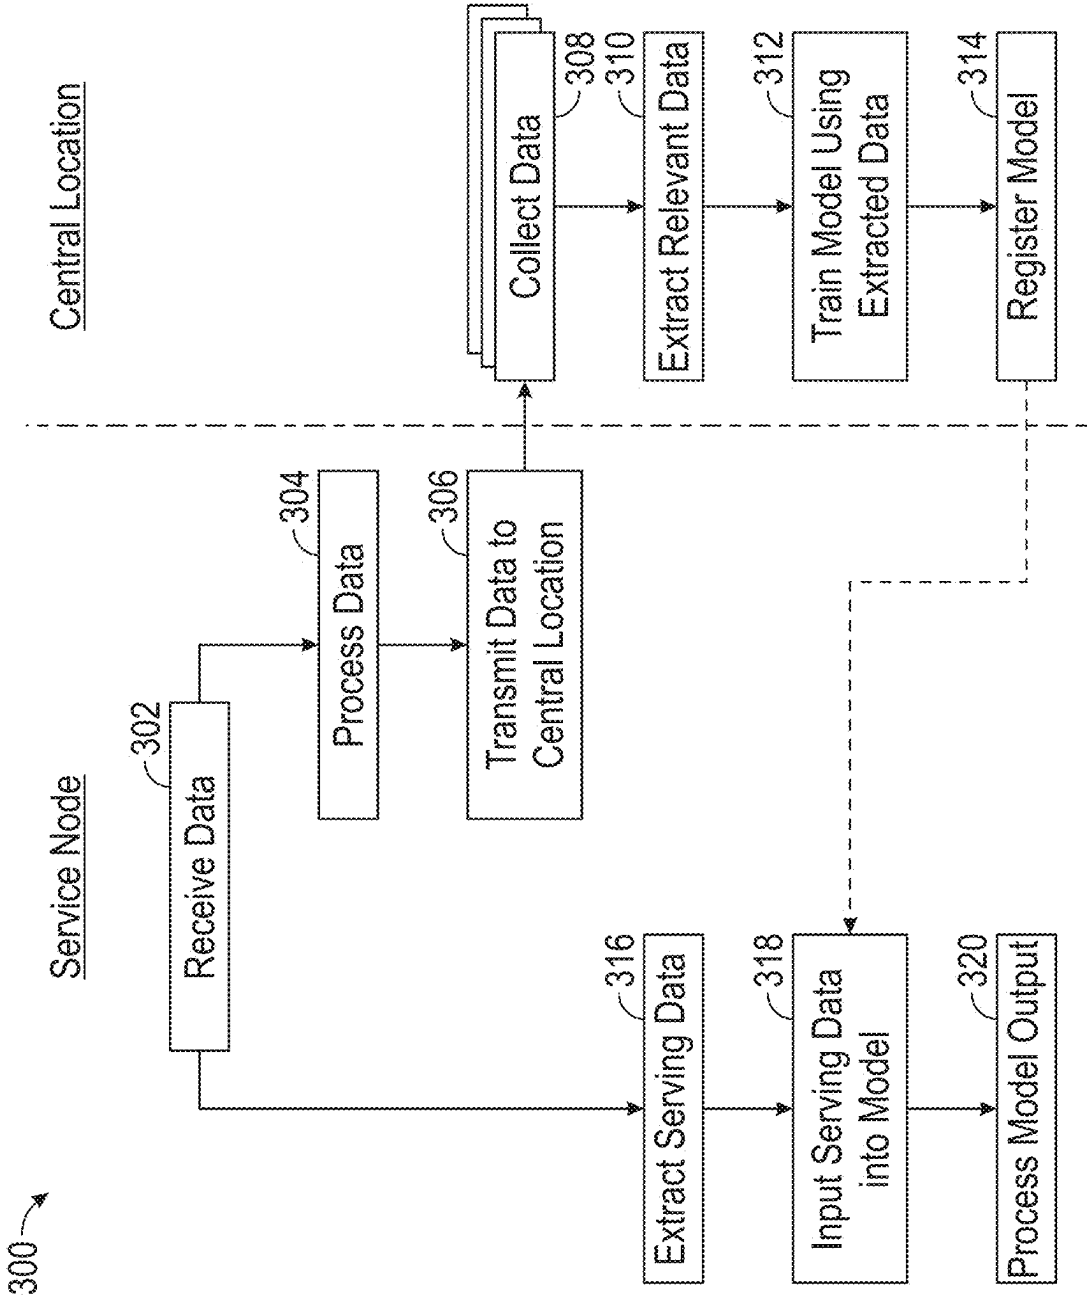 300
Service Node
Central Location
302
Receive Data
304
Process Data
306
Transmit Data to
Central Location
308
Collect Data
310
Extract Relevant Data
312
Train Model Using
Extracted Data
314
Register Model
316
Extract Serving Data
318
Input Serving Data
into Model
320
Process Model Output